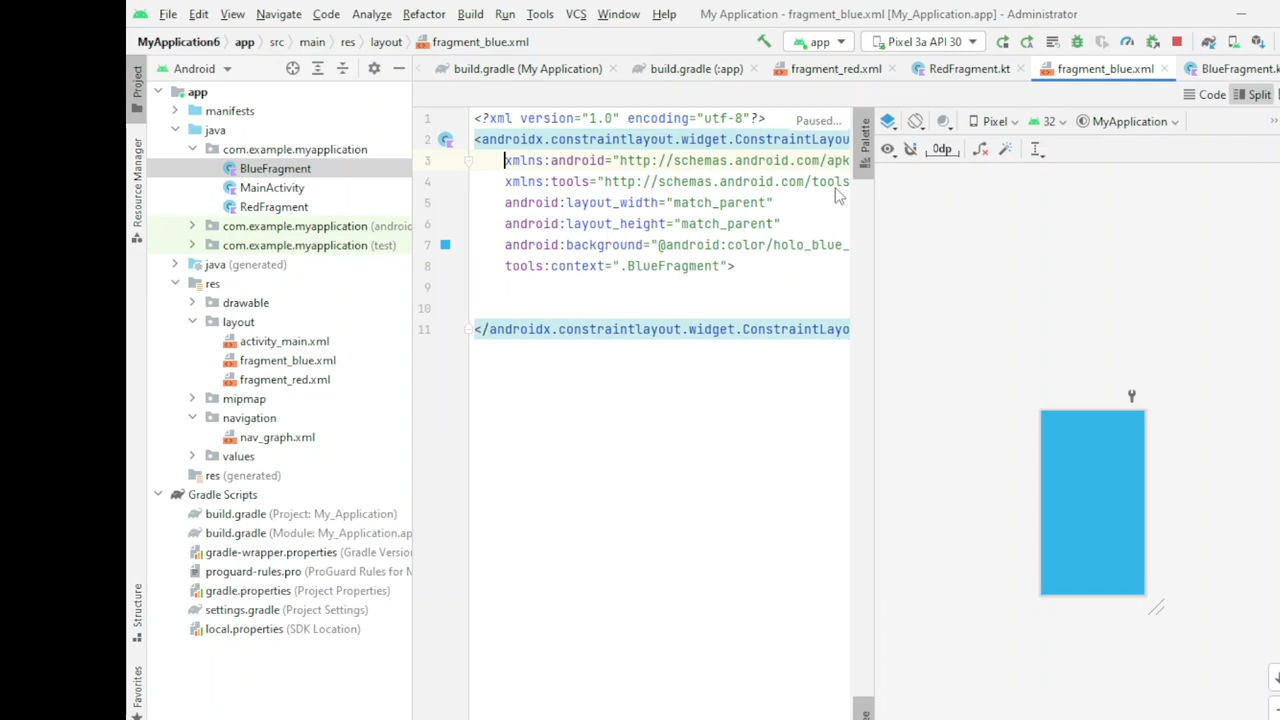 File Edit View Navigate Code Analyze Refactor Build Run Tools VCS Window Help My Application - fragment_blue.xml [My_Application.app] - Administrator
MyApplication6 app src main res layout fragment_blue.xml app Pixel 3a API 30
Project Android build.gradle (My_Application) build.gradle (:app) fragment_red.xml RedFragment.kt fragment_blue.xml BlueFragment.k
Code Split
app
manifests
java
com.example.myapplication
BlueFragment
MainActivity
RedFragment
com.example.myapplication (androic
com.example.myapplication (test)
java (generated)
res
drawable
layout
activity_main.xml
fragment_blue.xml
fragment_red.xml
mipmap
navigation
nav_graph.xml
values
res (generated)
Gradle Scripts
build.gradle (Project: My_Application)
build.gradle (Module: My_Application.ap
gradle-wrapper.properties (Gradle Versior
proguard-rules.pro (ProGuard Rules for M
gradle.properties (Project Properties)
settings.gradle (Project Settings)
local.properties (SDK Location)
Resource Manager
Structure
Favorites
1 <?xml version="1.0" encoding="utf-8"?>
Paused...
2 <androidx.constraintlayout.widget.ConstraintLayou
3 xmlns:android="http://schemas.android.com/apk
4 xmlns:tools="http://schemas.android.com/tools
5 android:layout_width="match_parent"
6 android:layout_height="match_parent"
7 android:background="@android:color/holo_blue_
8 tools:context=".BlueFragment">
9
10
11 </androidx.constraintlayout.widget.ConstraintLayo
Palette
Pixel 32 MyApplication
0dp